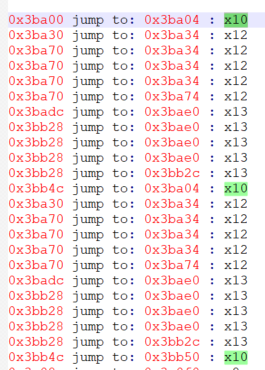 0x3ba00 jump to: 0x3ba04 : x10
0x3ba30 jump to: 0x3ba34 : x12
0x3ba70 jump to: 0x3ba34 : x12
0x3ba70 jump to: 0x3ba34 : x12
0x3ba70 jump to: 0x3ba34 : x12
0x3ba70 jump to: 0x3ba74 : x12
0x3badc jump to: 0x3bae0 : x13
0x3bb28 jump to: 0x3bae0 : x13
0x3bb28 jump to: 0x3bae0 : x13
0x3bb28 jump to: 0x3bae0 : x13
0x3bb28 jump to: 0x3bb2c : x13
0x3bb4c jump to: 0x3ba04 : x10
0x3ba30 jump to: 0x3ba34 : x12
0x3ba70 jump to: 0x3ba34 : x12
0x3ba70 jump to: 0x3ba34 : x12
0x3ba70 jump to: 0x3ba34 : x12
0x3ba70 jump to: 0x3ba74 : x12
0x3badc jump to: 0x3bae0 : x13
0x3bb28 jump to: 0x3bae0 : x13
0x3bb28 jump to: 0x3bae0 : x13
0x3bb28 jump to: 0x3bae0 : x13
0x3bb28 jump to: 0x3bb2c : x13
0x3bb4c jump to: 0x3bb50 : x10